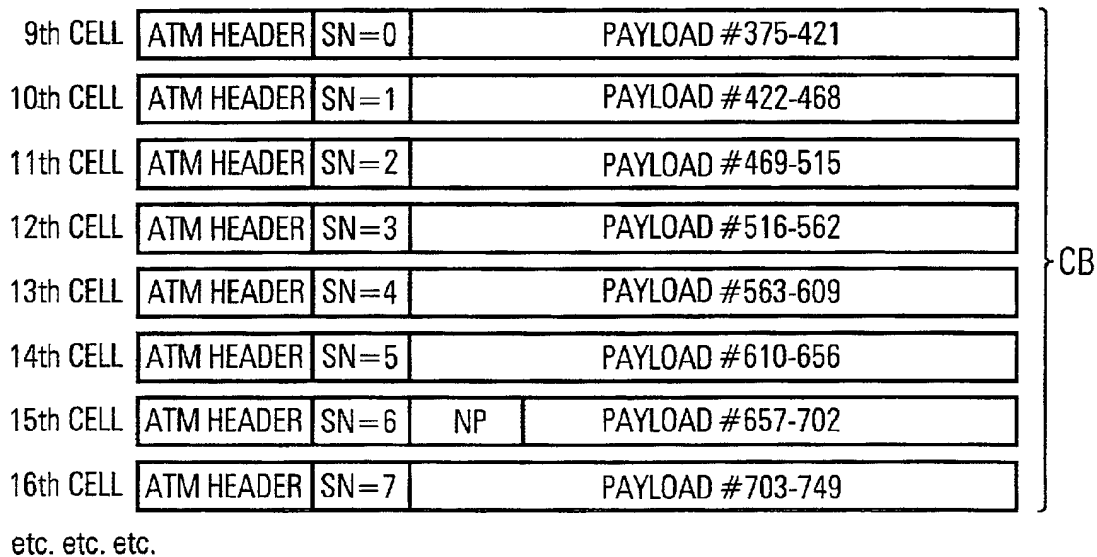 9th CELL ATM HEADER SN=0 PAYLOAD #375-421
10th CELL ATM HEADER SN=1 PAYLOAD #422-468
11th CELL ATM HEADER SN=2 PAYLOAD #469-515
12th CELL ATM HEADER SN=3 PAYLOAD #516-562
CB
13th CELL ATM HEADER SN=4 PAYLOAD #563-609
14th CELL ATM HEADER SN=5 PAYLOAD #610-656
15th CELL ATM HEADER SN=6 NP PAYLOAD #657-702
16th CELL ATM HEADER SN=7 PAYLOAD #703-749
etc. etc. etc.